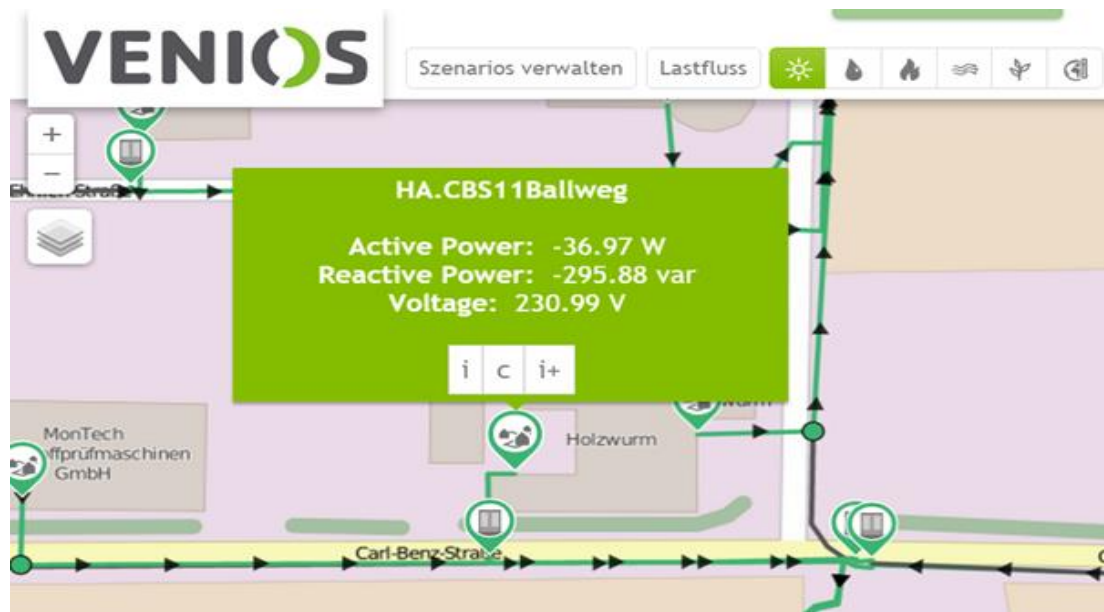 VENIOS
Szenarios verwalten
Lastfluss
+
−
HA.CBS11Ballweg
Active Power: -36.97 W
Reactive Power: -295.88 var
Voltage: 230.99 V
i c i+
MonTech
offprüfmaschinen
GmbH
Holzwurm
Carl-Benz-Straße